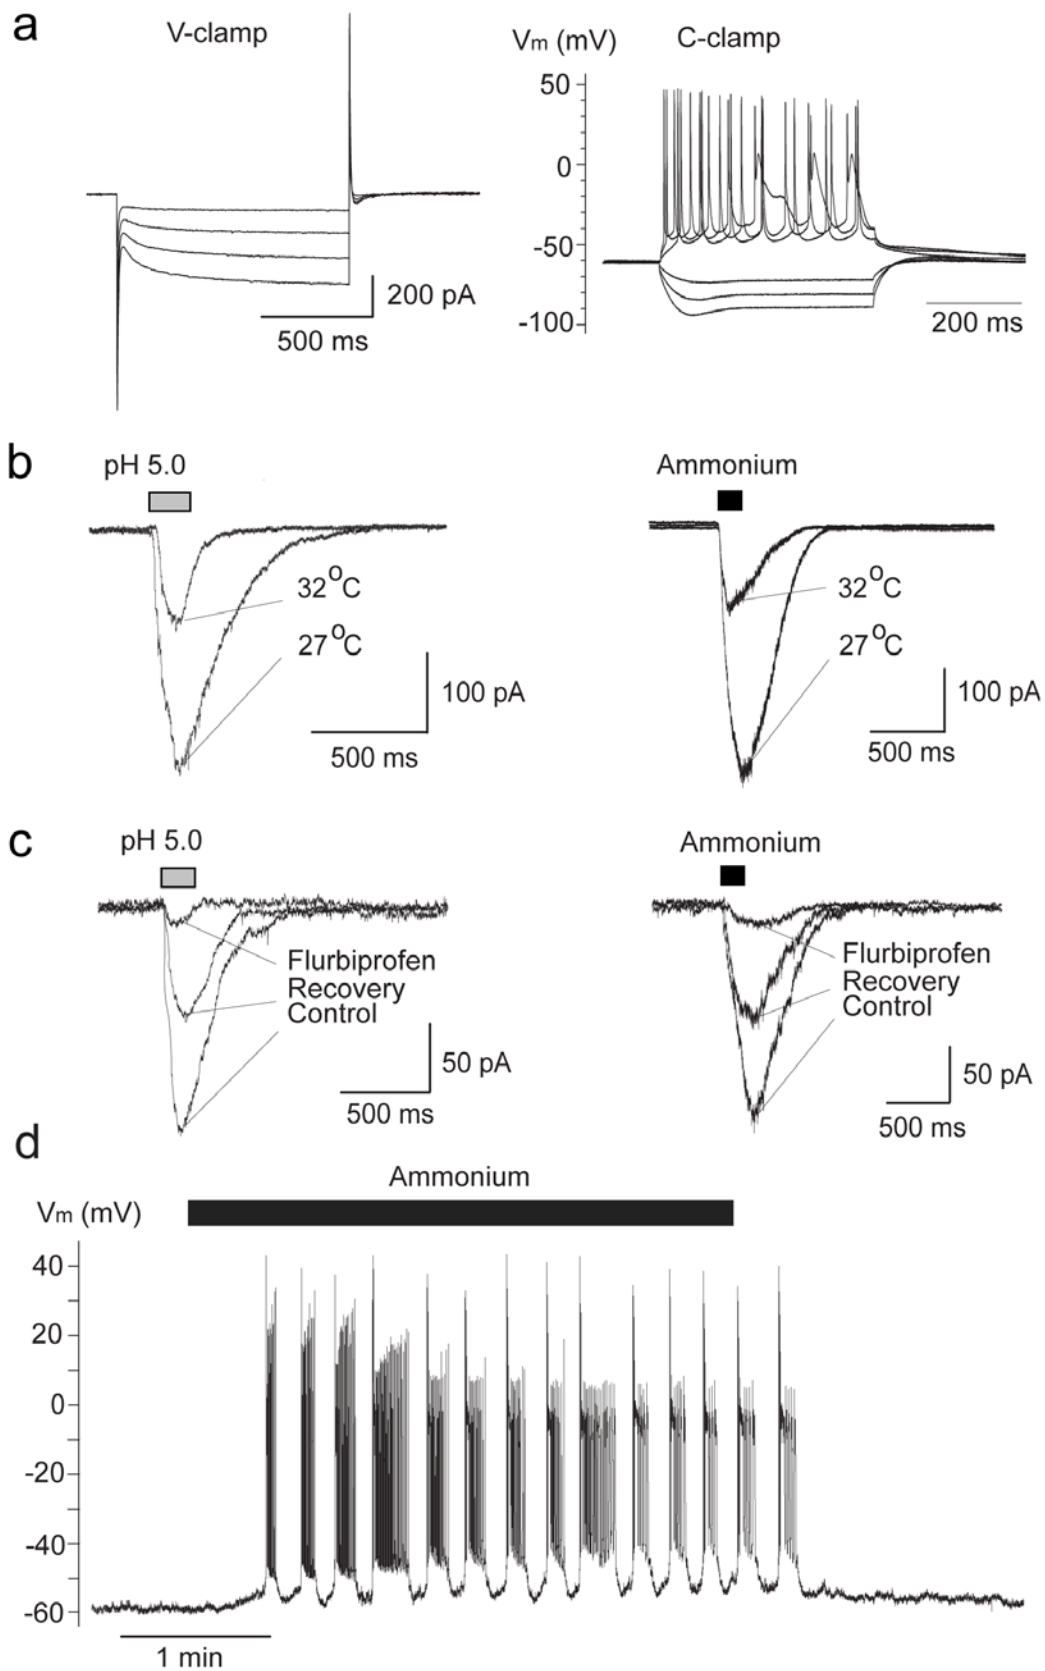 a
V-clamp
200 pA
500 ms
Vm (mV)
C-clamp
50
0
-50
-100
200 ms
b
pH 5.0
32°C
27°C
100 pA
500 ms
Ammonium
32°C
27°C
100 pA
500 ms
c
pH 5.0
Flurbiprofen
Recovery
Control
50 pA
500 ms
Ammonium
Flurbiprofen
Recovery
Control
50 pA
500 ms
d
Ammonium
Vm (mV)
40
20
0
-20
-40
-60
1 min